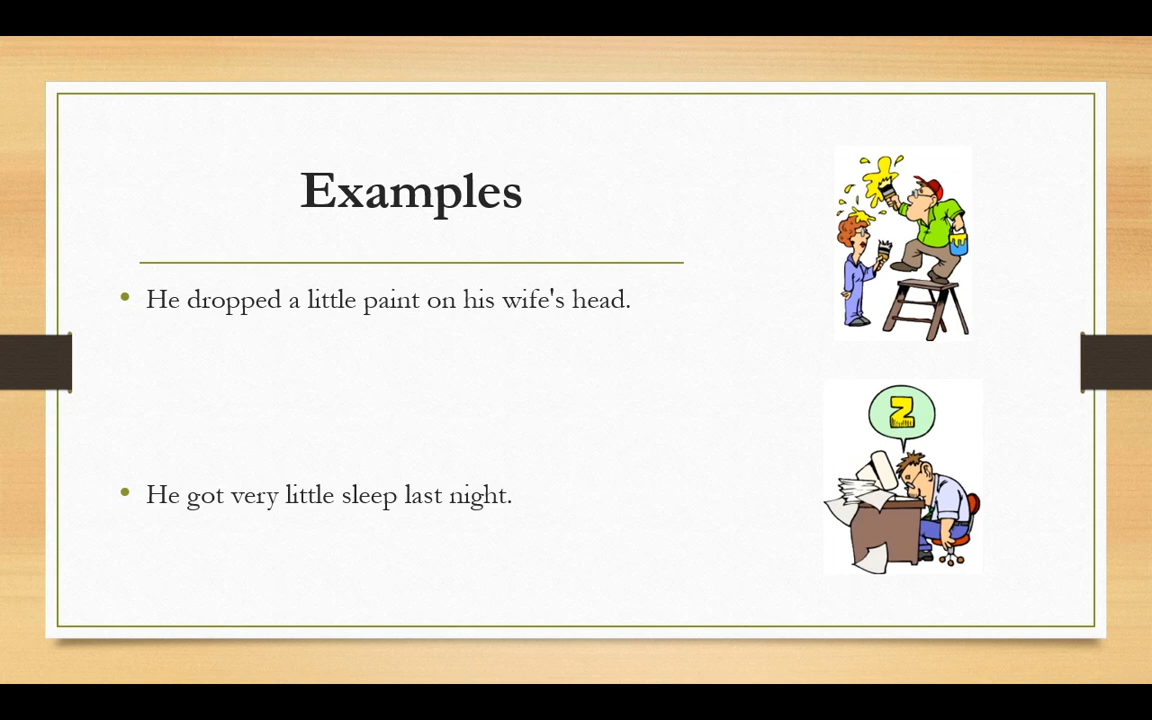 Examples
• He dropped a little paint on his wife's head.
Z
• He got very little sleep last night.